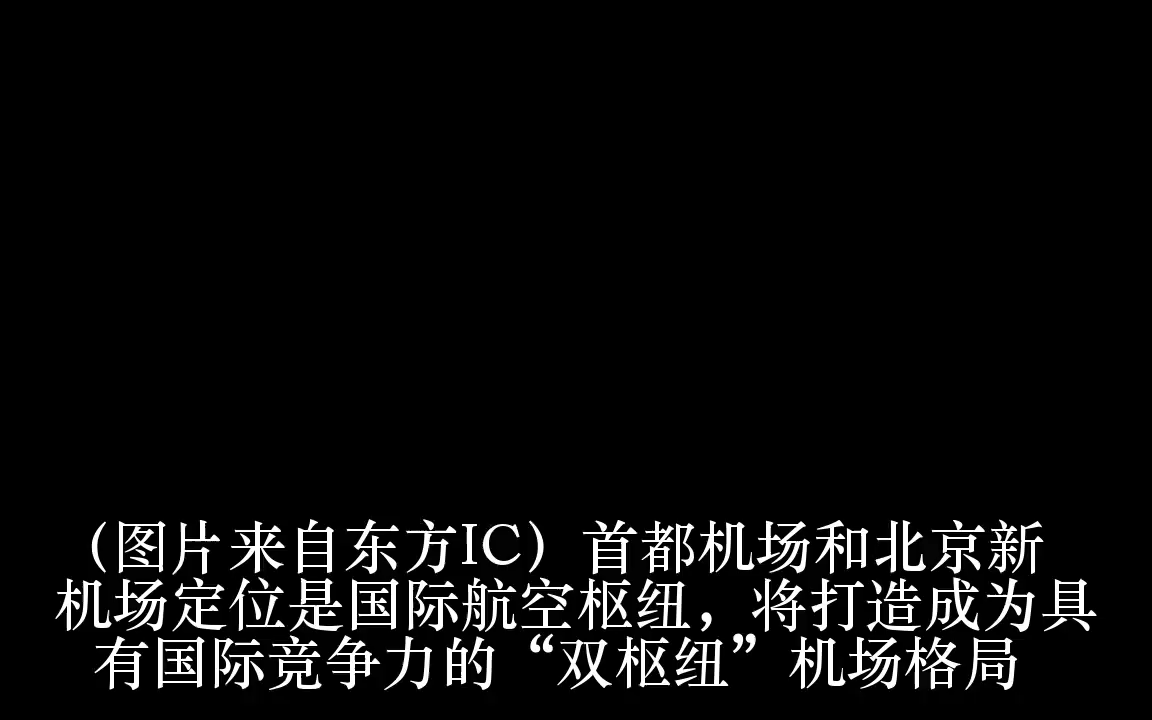 （图片来自东方IC）首都机场和北京新
机场定位是国际航空枢纽，将打造成为具
有国际竞争力的“双枢纽”机场格局